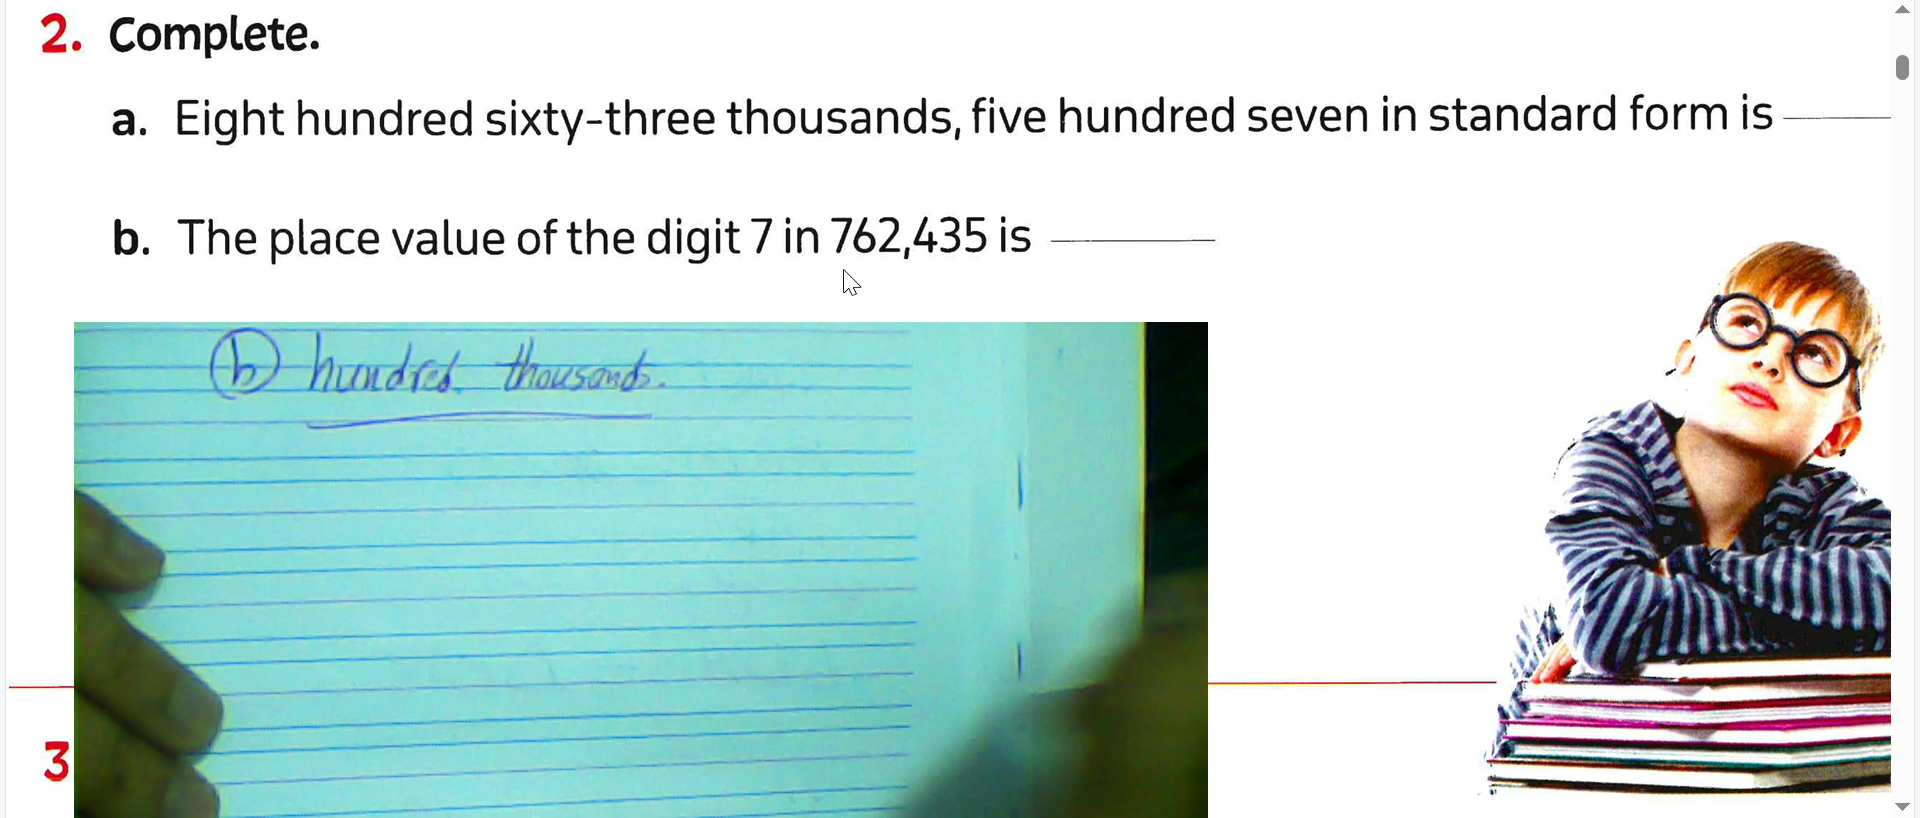 2. Complete.
a. Eight hundred sixty-three thousands, five hundred seven in standard form is
b. The place value of the digit 7 in 762,435 is
b hundred thousands.
3